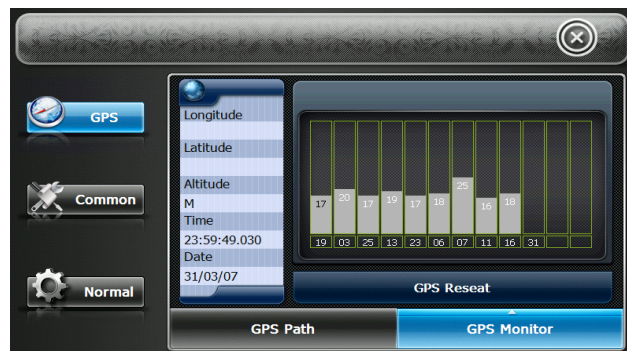 GPS
Common
Normal
Longitude
Latitude
Altitude
M
Time
23:59:49.030
Date
31/03/07
17 20 17 19 17 18 25 16 18
19 03 25 13 23 06 07 11 16 31
GPS Reseat
GPS Path
GPS Monitor